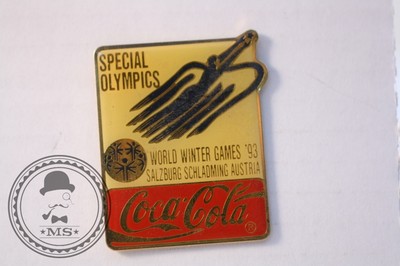 SPECIAL
OLYMPICS
WORLD WINTER GAMES '93
SALZBURG SCHLADMING AUSTRIA
Coca-Cola
®
MS